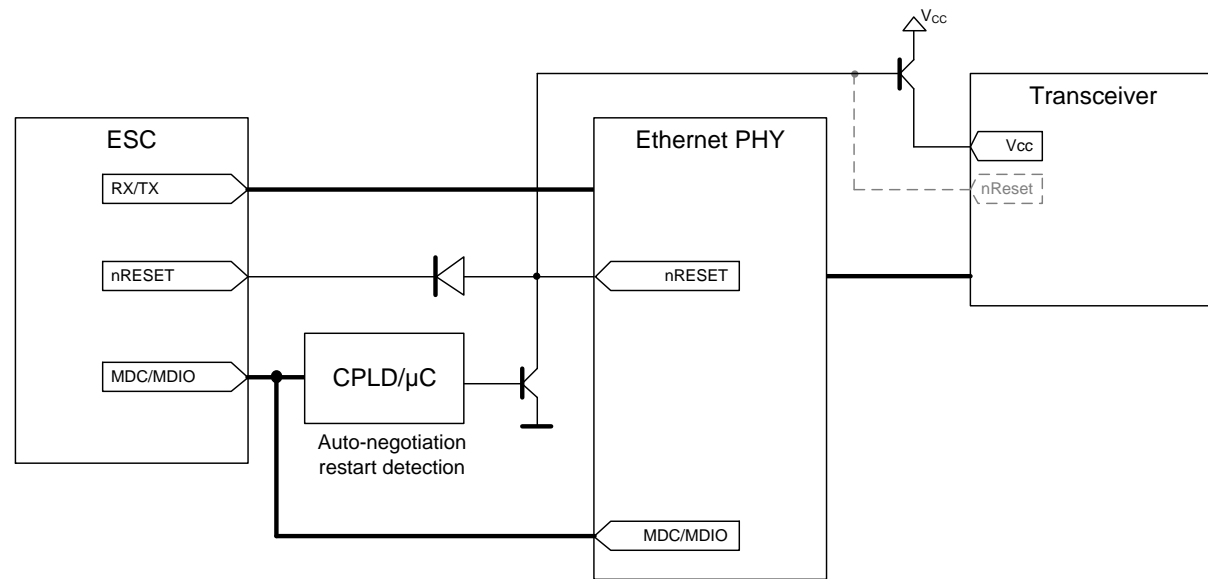 VCC
Transceiver
ESC
Ethernet PHY
Vcc
RX/TX
nReset
nRESET
nRESET
MDC/MDIO
CPLD/µC
Auto-negotiation
restart detection
MDC/MDIO